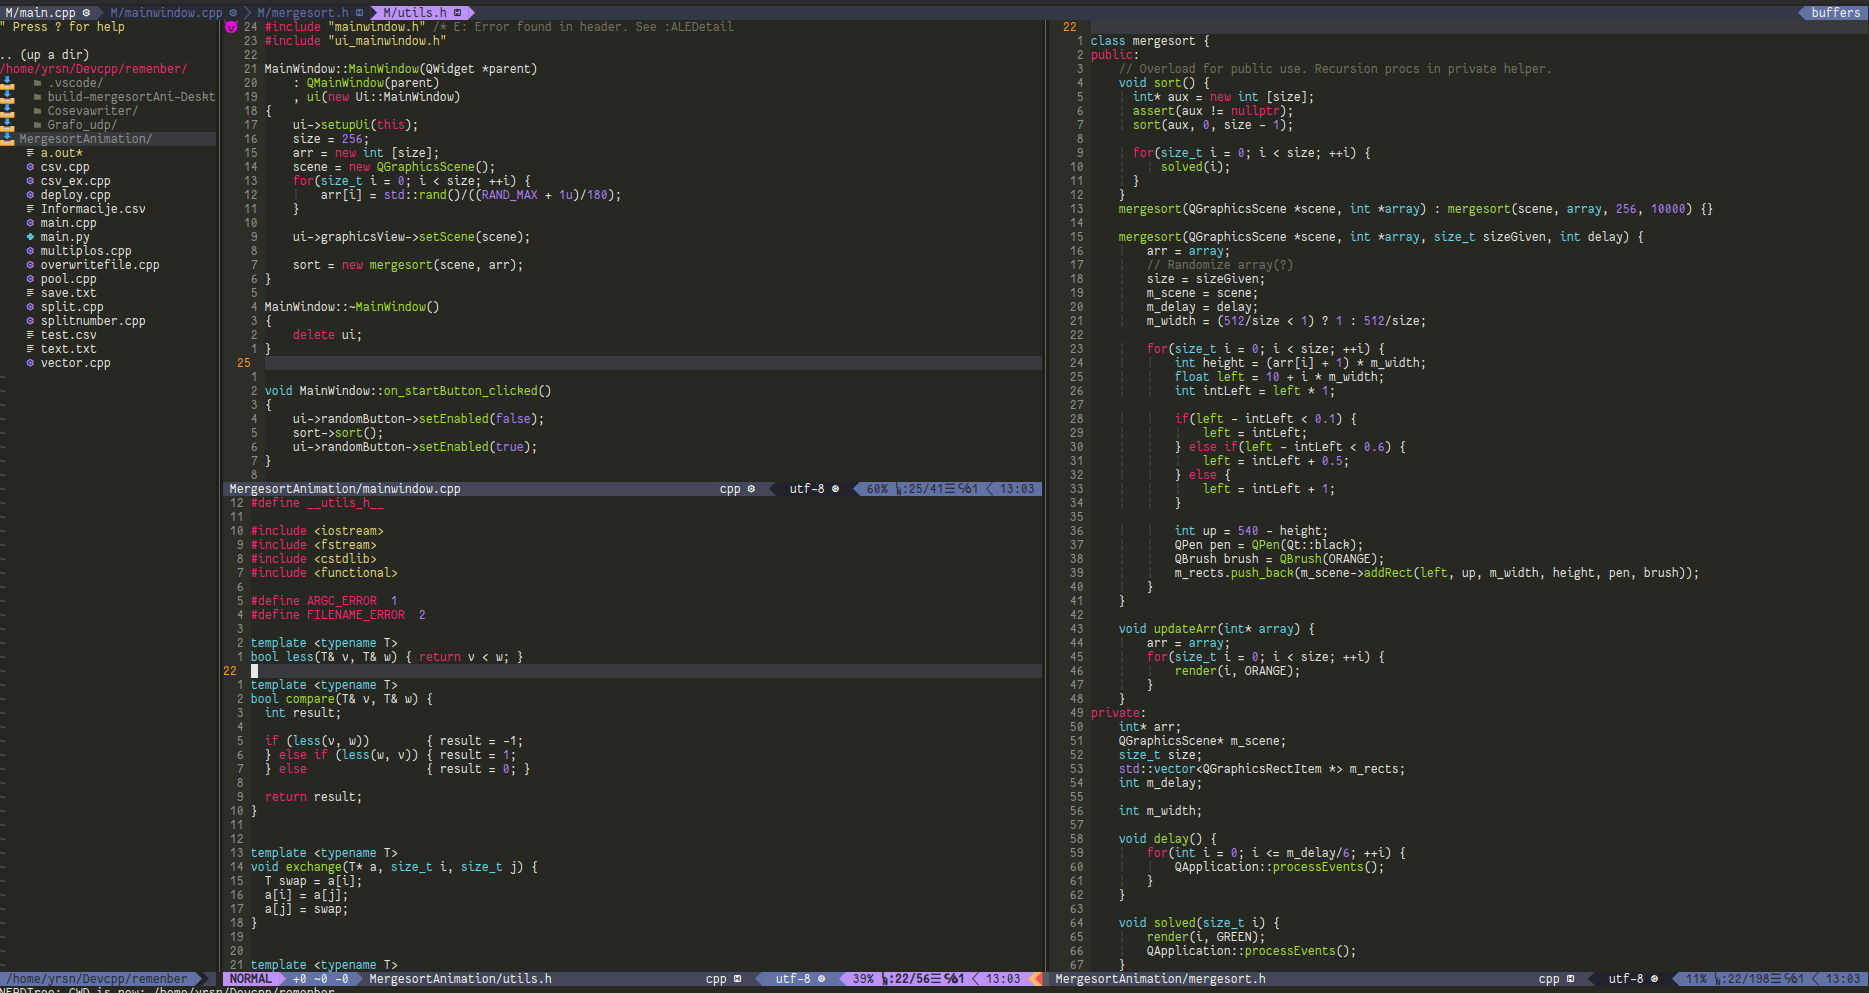 M/main.cpp M/mainwindow.cpp M/mergesort.h M/utils.h buffers
" Press ? for help
.. (up a dir)
/home/yrsn/Devcpp/remenber/
.vscode/
build-mergesortAni-Deskt
Cosevawriter/
Grafo_udp/
MergesortAnimation/
a.out*
csv.cpp
csv_ex.cpp
deploy.cpp
Informacije.csv
main.cpp
main.py
multiplos.cpp
overwritefile.cpp
pool.cpp
save.txt
split.cpp
splitnumber.cpp
test.csv
text.txt
vector.cpp
/home/yrsn/Devcpp/remenber
24 #include "mainwindow.h" /* E: Error found in header. See :ALEDetail
23 #include "ui_mainwindow.h"
22
21 MainWindow::MainWindow(QWidget *parent)
20     : QMainWindow(parent)
19     , ui(new Ui::MainWindow)
18 {
17     ui->setupUi(this);
16     size = 256;
15     arr = new int [size];
14     scene = new QGraphicsScene();
13     for(size_t i = 0; i < size; ++i) {
12         arr[i] = std::rand()/((RAND_MAX + 1u)/180);
11     }
10
9     ui->graphicsView->setScene(scene);
8
7     sort = new mergesort(scene, arr);
6 }
5
4 MainWindow::~MainWindow()
3 {
2     delete ui;
1 }
25
1
2 void MainWindow::on_startButton_clicked()
3 {
4     ui->randomButton->setEnabled(false);
5     sort->sort();
6     ui->randomButton->setEnabled(true);
7 }
8
MergesortAnimation/mainwindow.cpp cpp utf-8 60% :25/41 ℅61 13:03
12 #define __utils_h__
11
10 #include <iostream>
9 #include <fstream>
8 #include <cstdlib>
7 #include <functional>
6
5 #define ARGC_ERROR  1
4 #define FILENAME_ERROR  2
3
2 template <typename T>
1 bool less(T& v, T& w) { return v < w; }
22
1 template <typename T>
2 bool compare(T& v, T& w) {
3   int result;
4
5   if (less(v, w))        { result = -1;
6   } else if (less(w, v)) { result = 1;
7   } else                 { result = 0; }
8
9   return result;
10 }
11
12
13 template <typename T>
14 void exchange(T* a, size_t i, size_t j) {
15   T swap = a[i];
16   a[i] = a[j];
17   a[j] = swap;
18 }
19
20
21 template <typename T>
NORMAL +0 ~0 -0 MergesortAnimation/utils.h cpp utf-8 39% :22/56 ℅61 13:03
22
1 class mergesort {
2 public:
3     // Overload for public use. Recursion procs in private helper.
4     void sort() {
5       int* aux = new int [size];
6       assert(aux != nullptr);
7       sort(aux, 0, size - 1);
8
9       for(size_t i = 0; i < size; ++i) {
10           solved(i);
11       }
12     }
13     mergesort(QGraphicsScene *scene, int *array) : mergesort(scene, array, 256, 10000) {}
14
15     mergesort(QGraphicsScene *scene, int *array, size_t sizeGiven, int delay) {
16         arr = array;
17         // Randomize array(?)
18         size = sizeGiven;
19         m_scene = scene;
20         m_delay = delay;
21         m_width = (512/size < 1) ? 1 : 512/size;
22
23         for(size_t i = 0; i < size; ++i) {
24             int height = (arr[i] + 1) * m_width;
25             float left = 10 + i * m_width;
26             int intLeft = left * 1;
27
28             if(left - intLeft < 0.1) {
29                 left = intLeft;
30             } else if(left - intLeft < 0.6) {
31                 left = intLeft + 0.5;
32             } else {
33                 left = intLeft + 1;
34             }
35
36             int up = 540 - height;
37             QPen pen = QPen(Qt::black);
38             QBrush brush = QBrush(ORANGE);
39             m_rects.push_back(m_scene->addRect(left, up, m_width, height, pen, brush));
40         }
41     }
42
43     void updateArr(int* array) {
44         arr = array;
45         for(size_t i = 0; i < size; ++i) {
46             render(i, ORANGE);
47         }
48     }
49 private:
50     int* arr;
51     QGraphicsScene* m_scene;
52     size_t size;
53     std::vector<QGraphicsRectItem *> m_rects;
54     int m_delay;
55
56     int m_width;
57
58     void delay() {
59         for(int i = 0; i <= m_delay/6; ++i) {
60             QApplication::processEvents();
61         }
62     }
63
64     void solved(size_t i) {
65         render(i, GREEN);
66         QApplication::processEvents();
67     }
MergesortAnimation/mergesort.h cpp utf-8 11% :22/198 ℅61 13:03
NERDTree: CWD is now: /home/yrsn/Devcpp/remenber